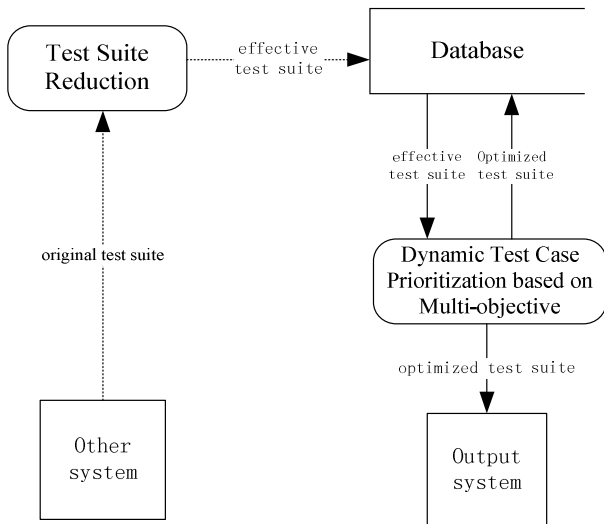 Test Suite
Reduction
effective
test suite
Database
effective
test suite
Optimized
test suite
original test suite
Dynamic Test Case
Prioritization based on
Multi-objective
optimized test suite
Other
system
Output
system